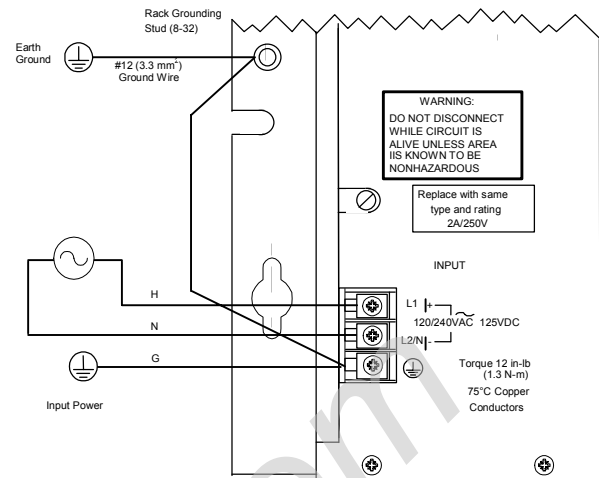 Rack Grounding
Stud (8-32)
Earth
Ground
#12 (3.3 mm²)
Ground Wire
WARNING:
DO NOT DISCONNECT
WHILE CIRCUIT IS
ALIVE UNLESS AREA
IIS KNOWN TO BE
NONHAZARDOUS
Replace with same
type and rating
2A/250V
INPUT
H
L1 +
120/240VAC 125VDC
N
L2/N -
G
Torque 12 in-lb
(1.3 N-m)
75°C Copper
Conductors
Input Power
com